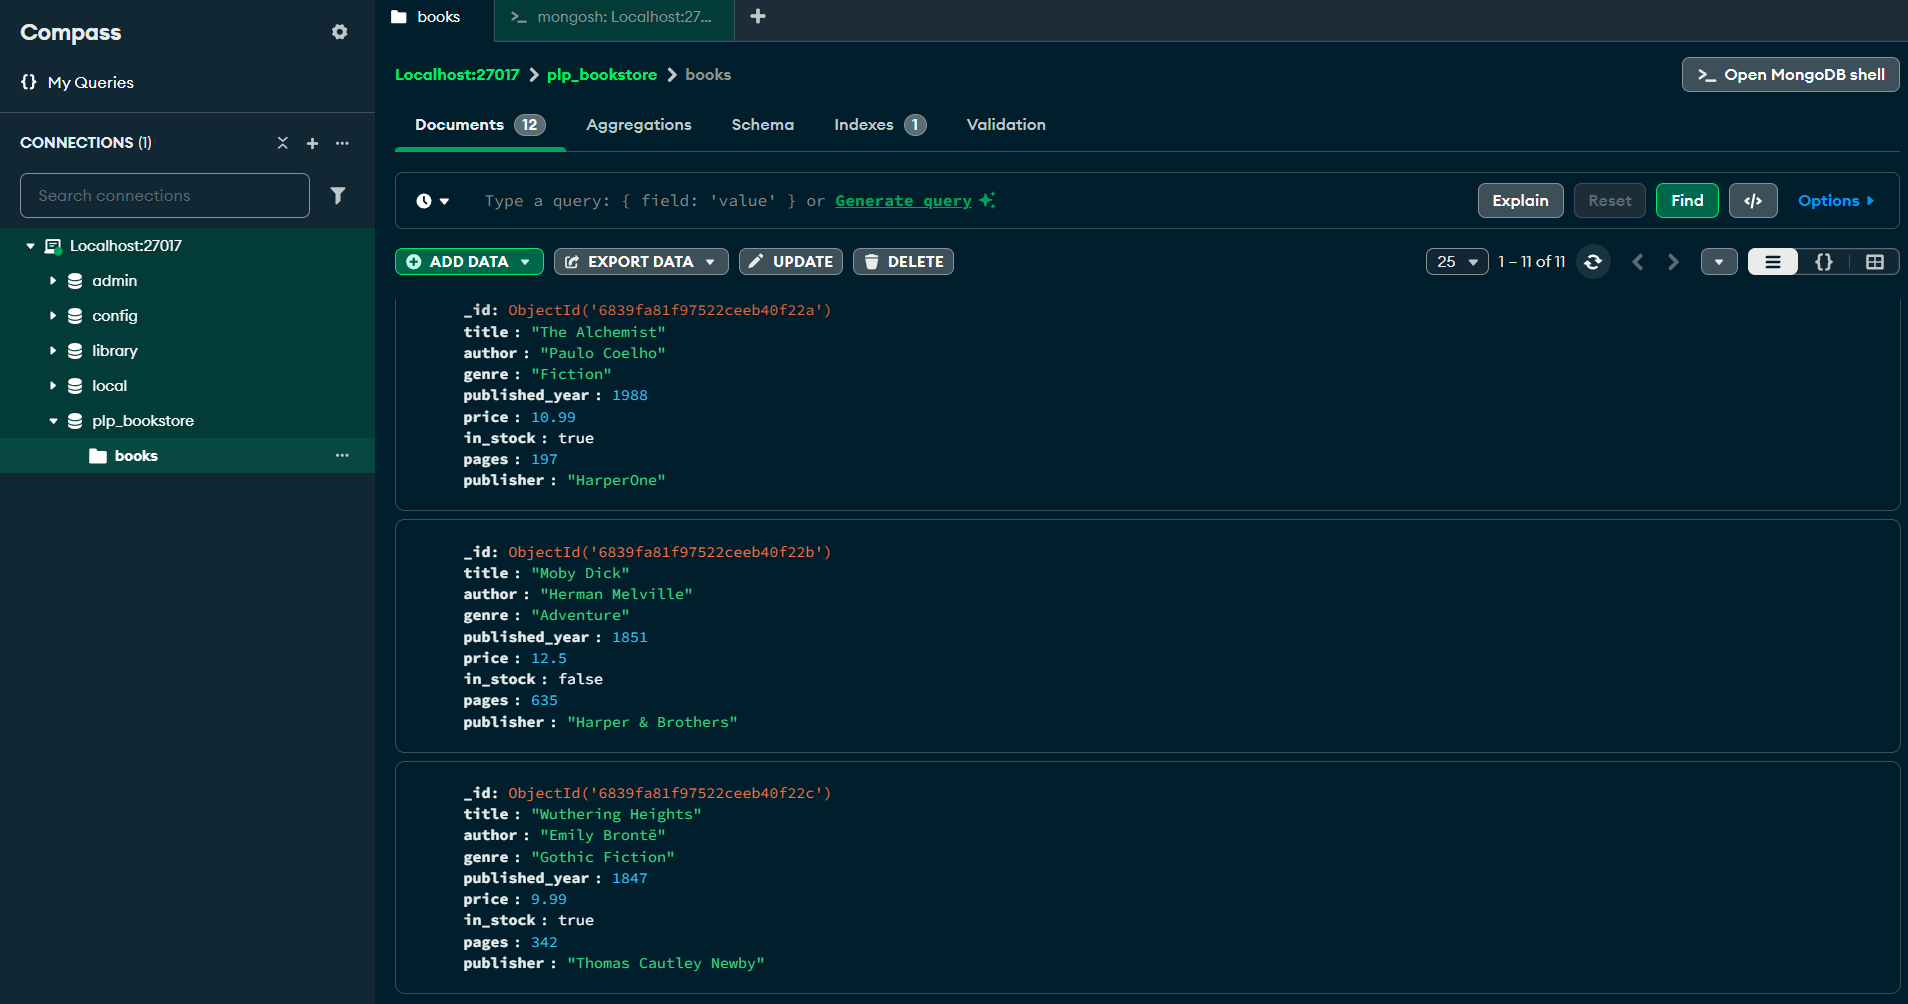 Compass
My Queries
CONNECTIONS (1)
Search connections
Localhost:27017
admin
config
library
local
plp_bookstore
books
books
mongosh: Localhost:27...
Localhost:27017 > plp_bookstore > books
Open MongoDB shell
Documents 12 Aggregations Schema Indexes 1 Validation
Type a query: { field: 'value' } or Generate query
Explain Reset Find </> Options
ADD DATA EXPORT DATA UPDATE DELETE
25 1 – 11 of 11 {}
_id: ObjectId('6839fa81f97522ceeb40f22a')
title : "The Alchemist"
author : "Paulo Coelho"
genre : "Fiction"
published_year : 1988
price : 10.99
in_stock : true
pages : 197
publisher : "HarperOne"
_id: ObjectId('6839fa81f97522ceeb40f22b')
title : "Moby Dick"
author : "Herman Melville"
genre : "Adventure"
published_year : 1851
price : 12.5
in_stock : false
pages : 635
publisher : "Harper & Brothers"
_id: ObjectId('6839fa81f97522ceeb40f22c')
title : "Wuthering Heights"
author : "Emily Brontë"
genre : "Gothic Fiction"
published_year : 1847
price : 9.99
in_stock : true
pages : 342
publisher : "Thomas Cautley Newby"